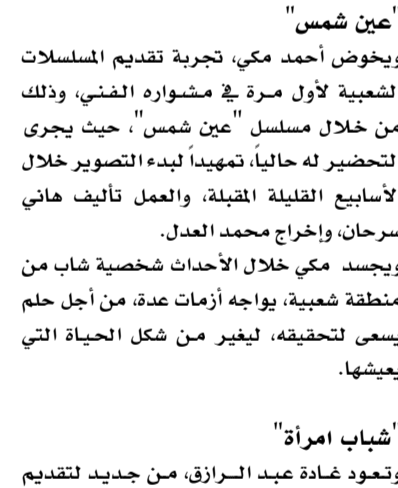 "عين شمس"
ويخوض أحمد مكي، تجربة تقديم المسلسلات
لشعبية لأول مرة في مشواره الفني، وذلك
من خلال مسلسل "عين شمس"، حيث يجرى
لتحضير له حالياً، تمهيداً لبدء التصوير خلال
لأسابيع القليلة المقبلة، والعمل تأليف هاني
سرحان، وإخراج محمد العدل.
ويجسد مكي خلال الأحداث شخصية شاب من
منطقة شعبية، يواجه أزمات عدة، من أجل حلم
يسعى لتحقيقه، ليغير من شكل الحياة التي
يعيشها.
"شباب امرأة"
وتعود غادة عبد الرازق، من جديد لتقديم